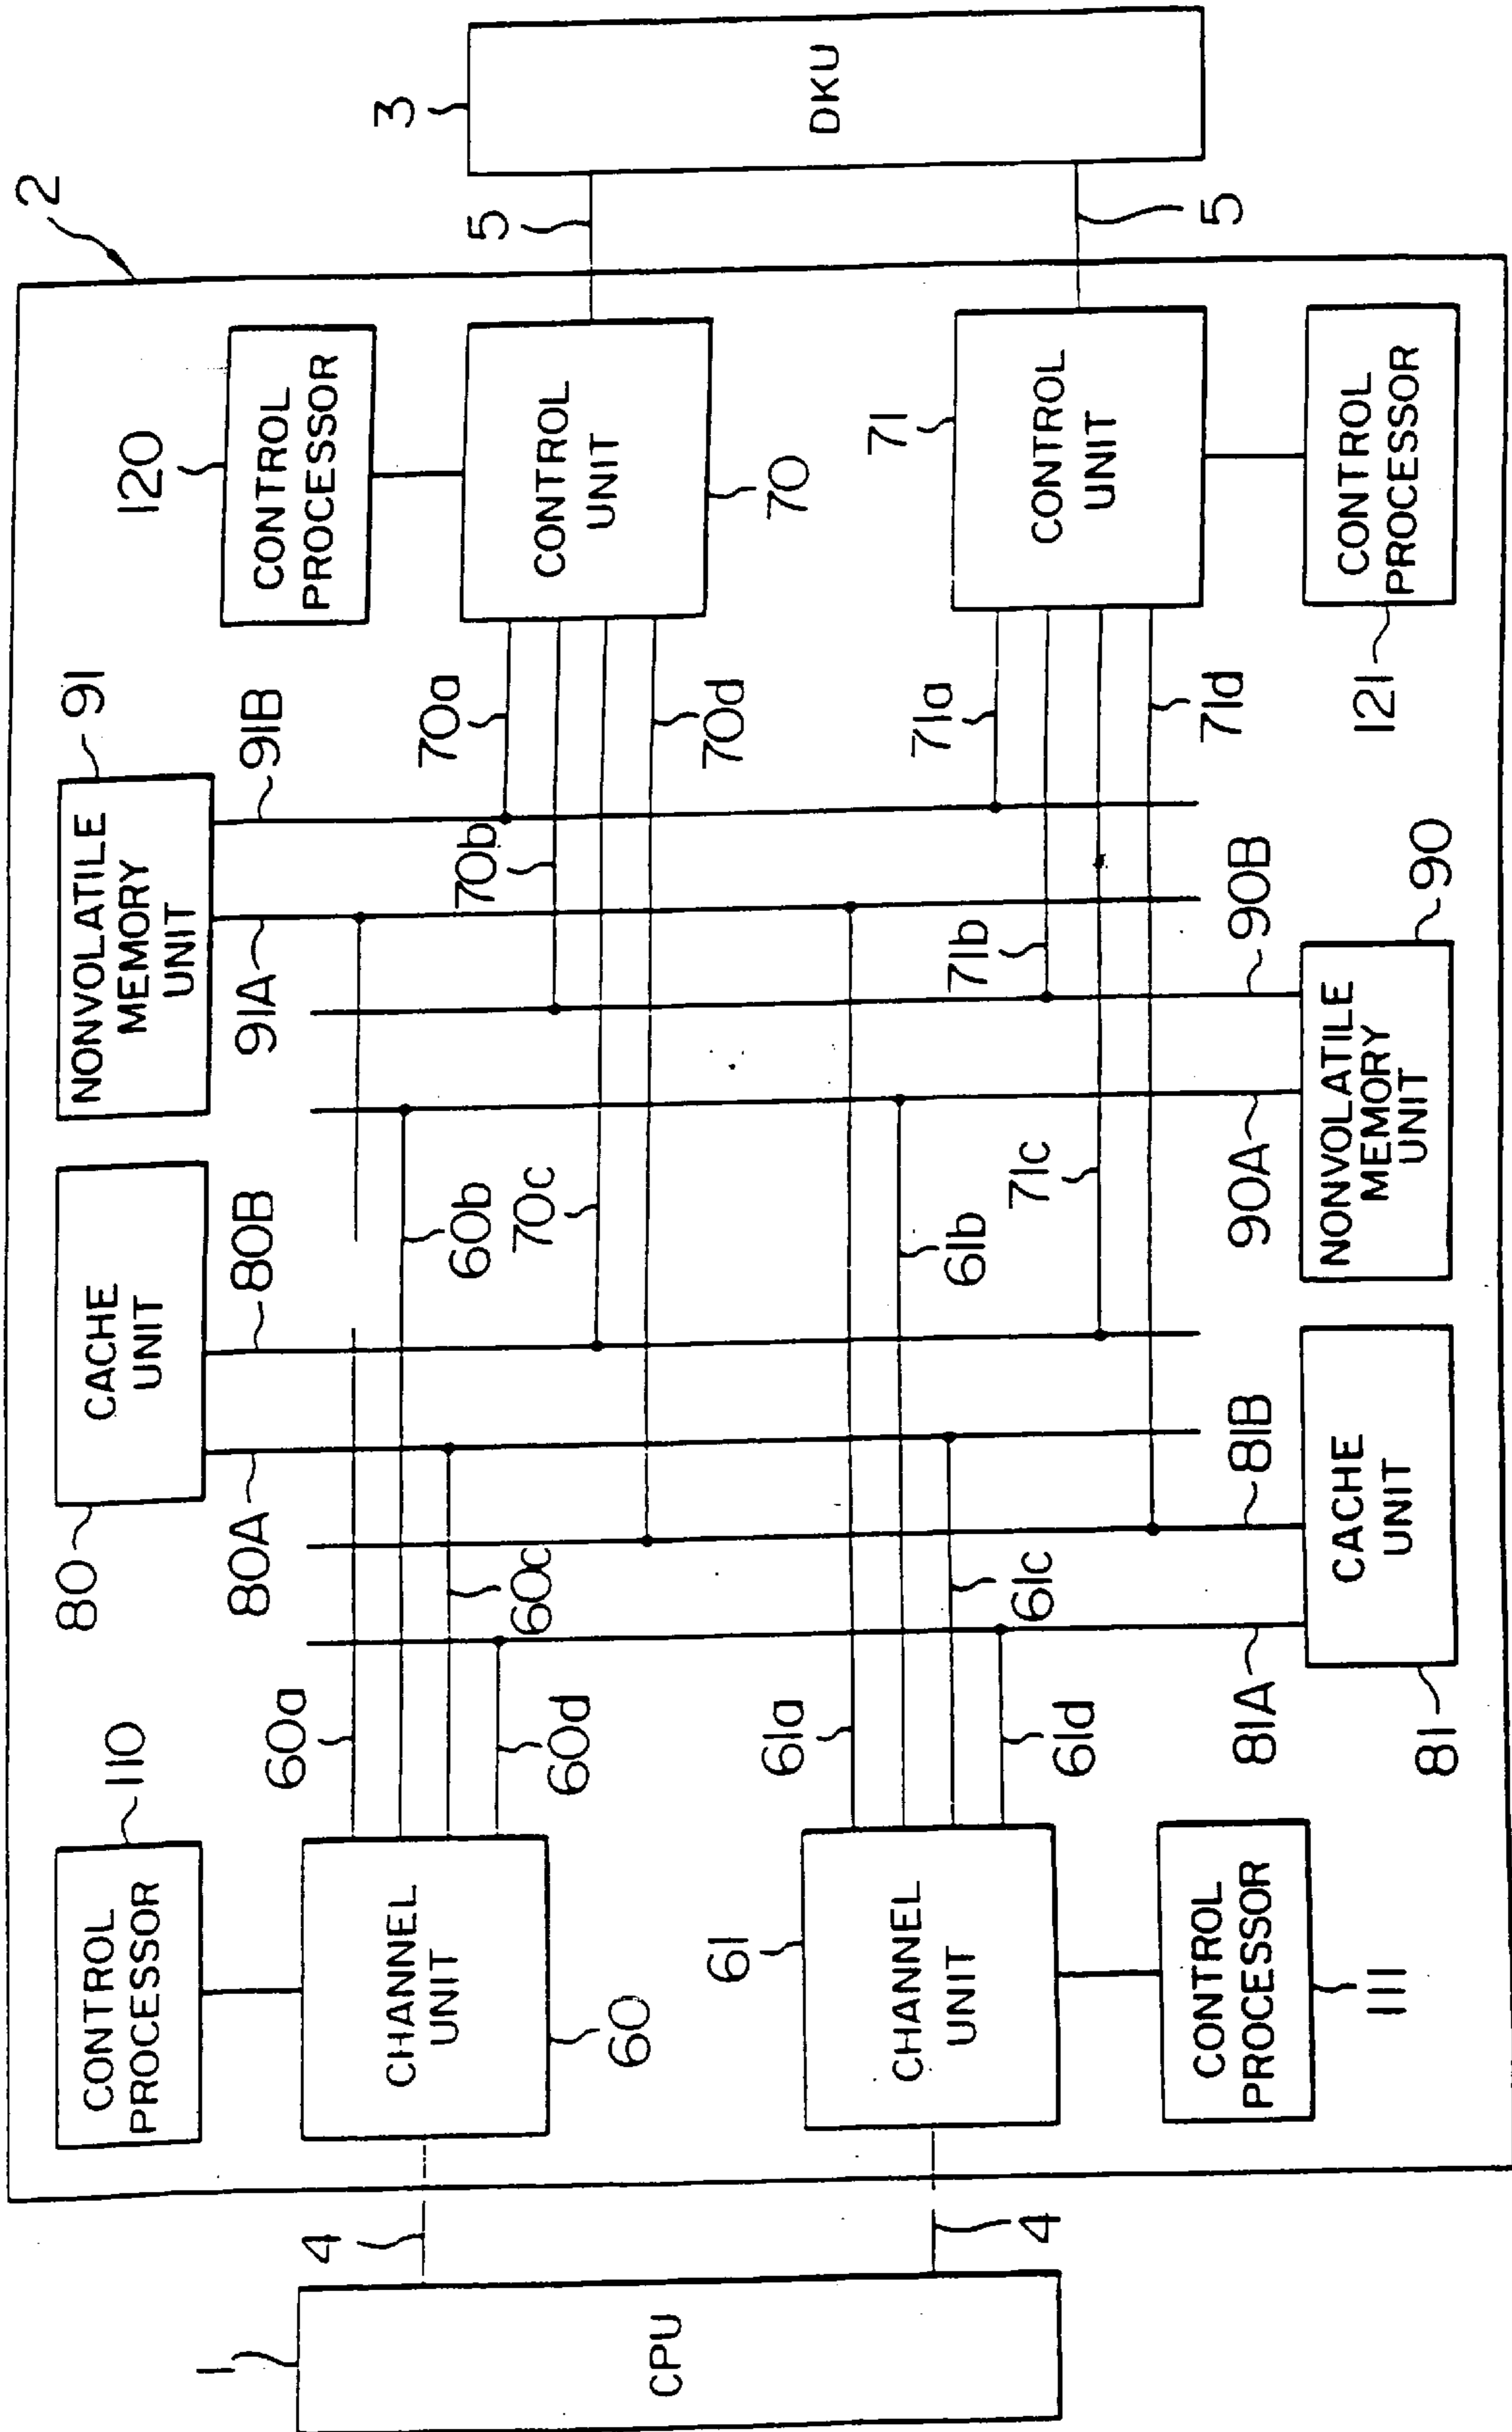 2
3
DKU
5
5
120
CONTROL
PROCESSOR
CONTROL
UNIT
70
71
CONTROL
UNIT
CONTROL
PROCESSOR
121
70a
70b
70c
70d
71a
71b
71c
71d
91
NONVOLATILE
MEMORY
UNIT
91A
91B
90A
90B
90
NONVOLATILE
MEMORY
UNIT
80
CACHE
UNIT
80A
80B
81A
81B
81
CACHE
UNIT
60a
60b
60c
60d
61a
61b
61c
61d
110
CONTROL
PROCESSOR
CHANNEL
UNIT
60
61
CHANNEL
UNIT
CONTROL
PROCESSOR
111
4
4
1
CPU